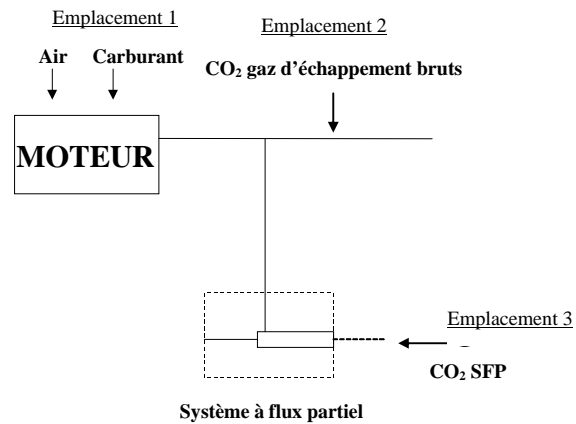 Emplacement 1
Emplacement 2
Air Carburant
CO₂ gaz d'échappement bruts
MOTEUR
Emplacement 3
CO₂ SFP
Système à flux partiel